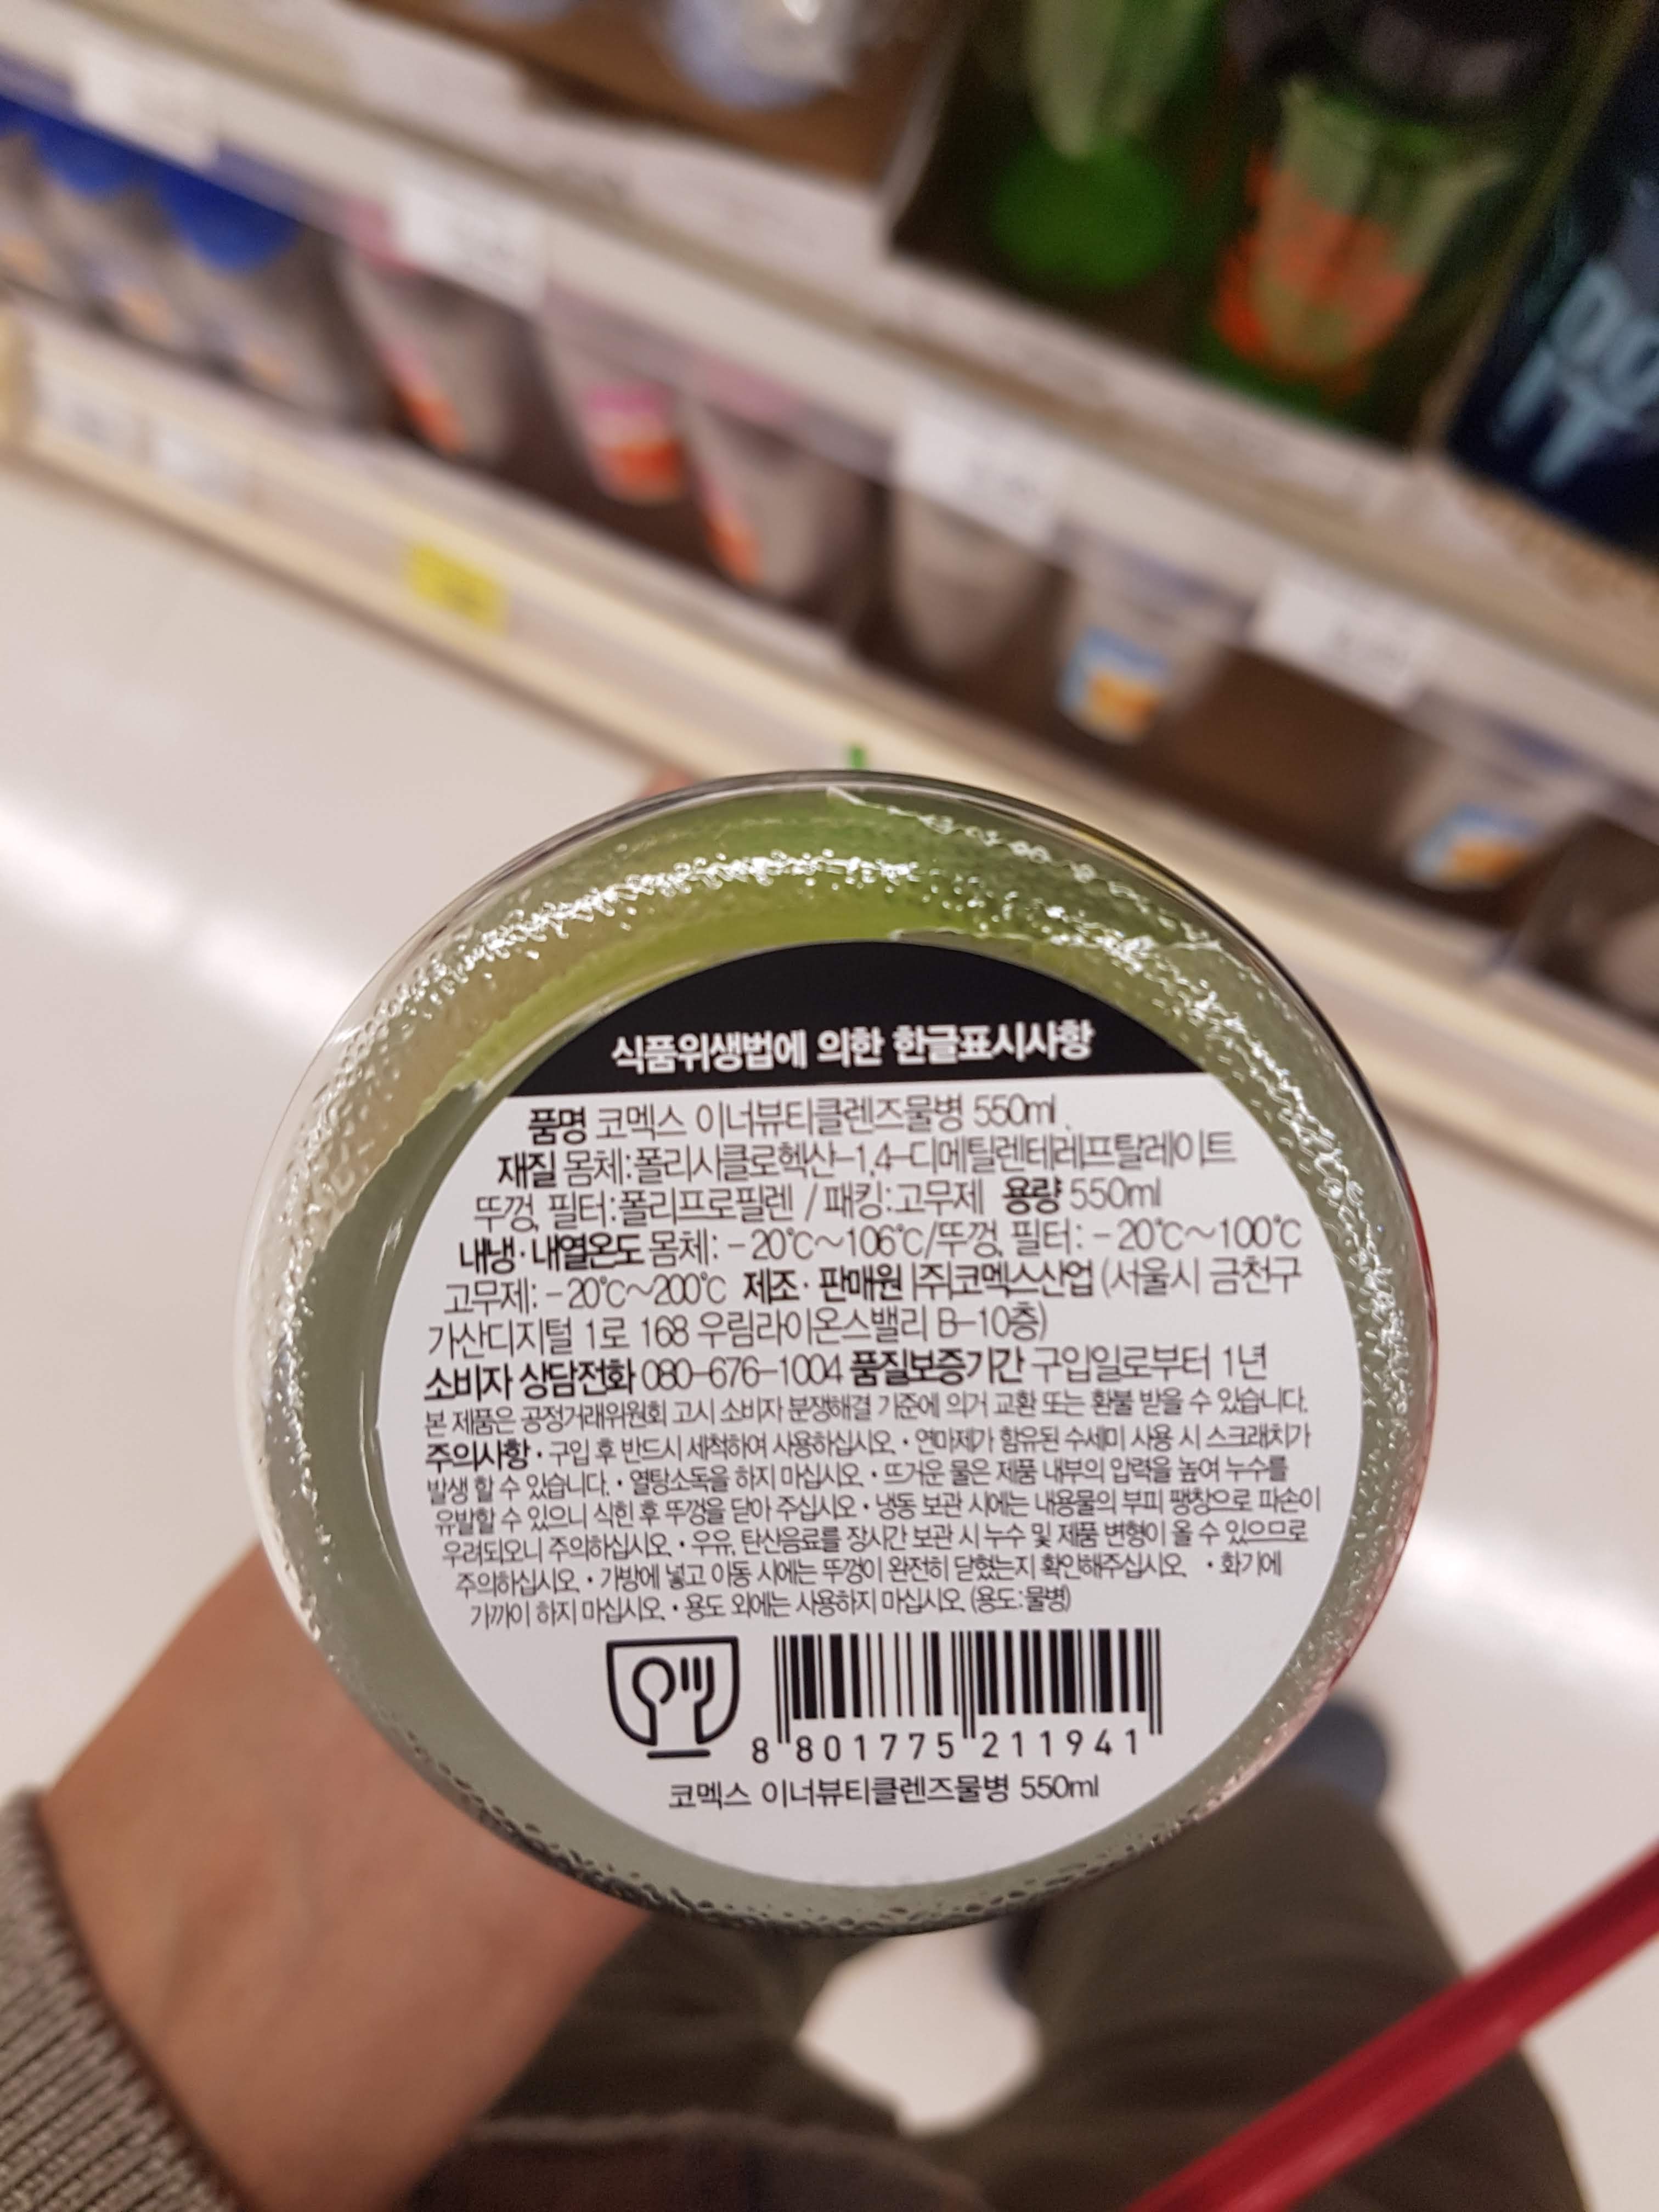 식품위생법에 의한 한글표시사항
품명 코멕스 이너뷰티클렌즈물병 550ml
재질 몸체:폴리시클로헥산-1,4-디메틸렌테레프탈레이트
뚜껑, 필터:폴리프로필렌 / 패킹:고무제 용량 550ml
내냉·내열온도 몸체: -20℃~106℃/뚜껑, 필터: -20℃~100℃
고무제: -20℃~200℃ 제조·판매원 |주|코멕스산업 (서울시 금천구
가산디지털 1로 168 우림라이온스밸리 B-10층)
소비자 상담전화 080-676-1004 품질보증기간 구입일로부터 1년
본 제품은 공정거래위원회 고시 소비자 분쟁해결 기준에 의거 교환 또는 환불 받을 수 있습니다.
주의사항 · 구입 후 반드시 세척하여 사용하십시오. · 연마제가 함유된 수세미 사용 시 스크래치가
발생 할 수 있습니다. · 열탕소독을 하지 마십시오. · 뜨거운 물은 제품 내부의 압력을 높여 누수를
유발할 수 있으니 식힌 후 뚜껑을 닫아 주십시오. · 냉동 보관 시에는 내용물의 부피 팽창으로 파손이
우려되오니 주의하십시오. · 우유, 탄산음료를 장시간 보관 시 누수 및 제품 변형이 올 수 있으므로
주의하십시오. · 가방에 넣고 이동 시에는 뚜껑이 완전히 닫혔는지 확인해주십시오. · 화기에
가까이 하지 마십시오. · 용도 외에는 사용하지 마십시오. (용도:물병)
8 801775 211941
코멕스 이너뷰티클렌즈물병 550ml